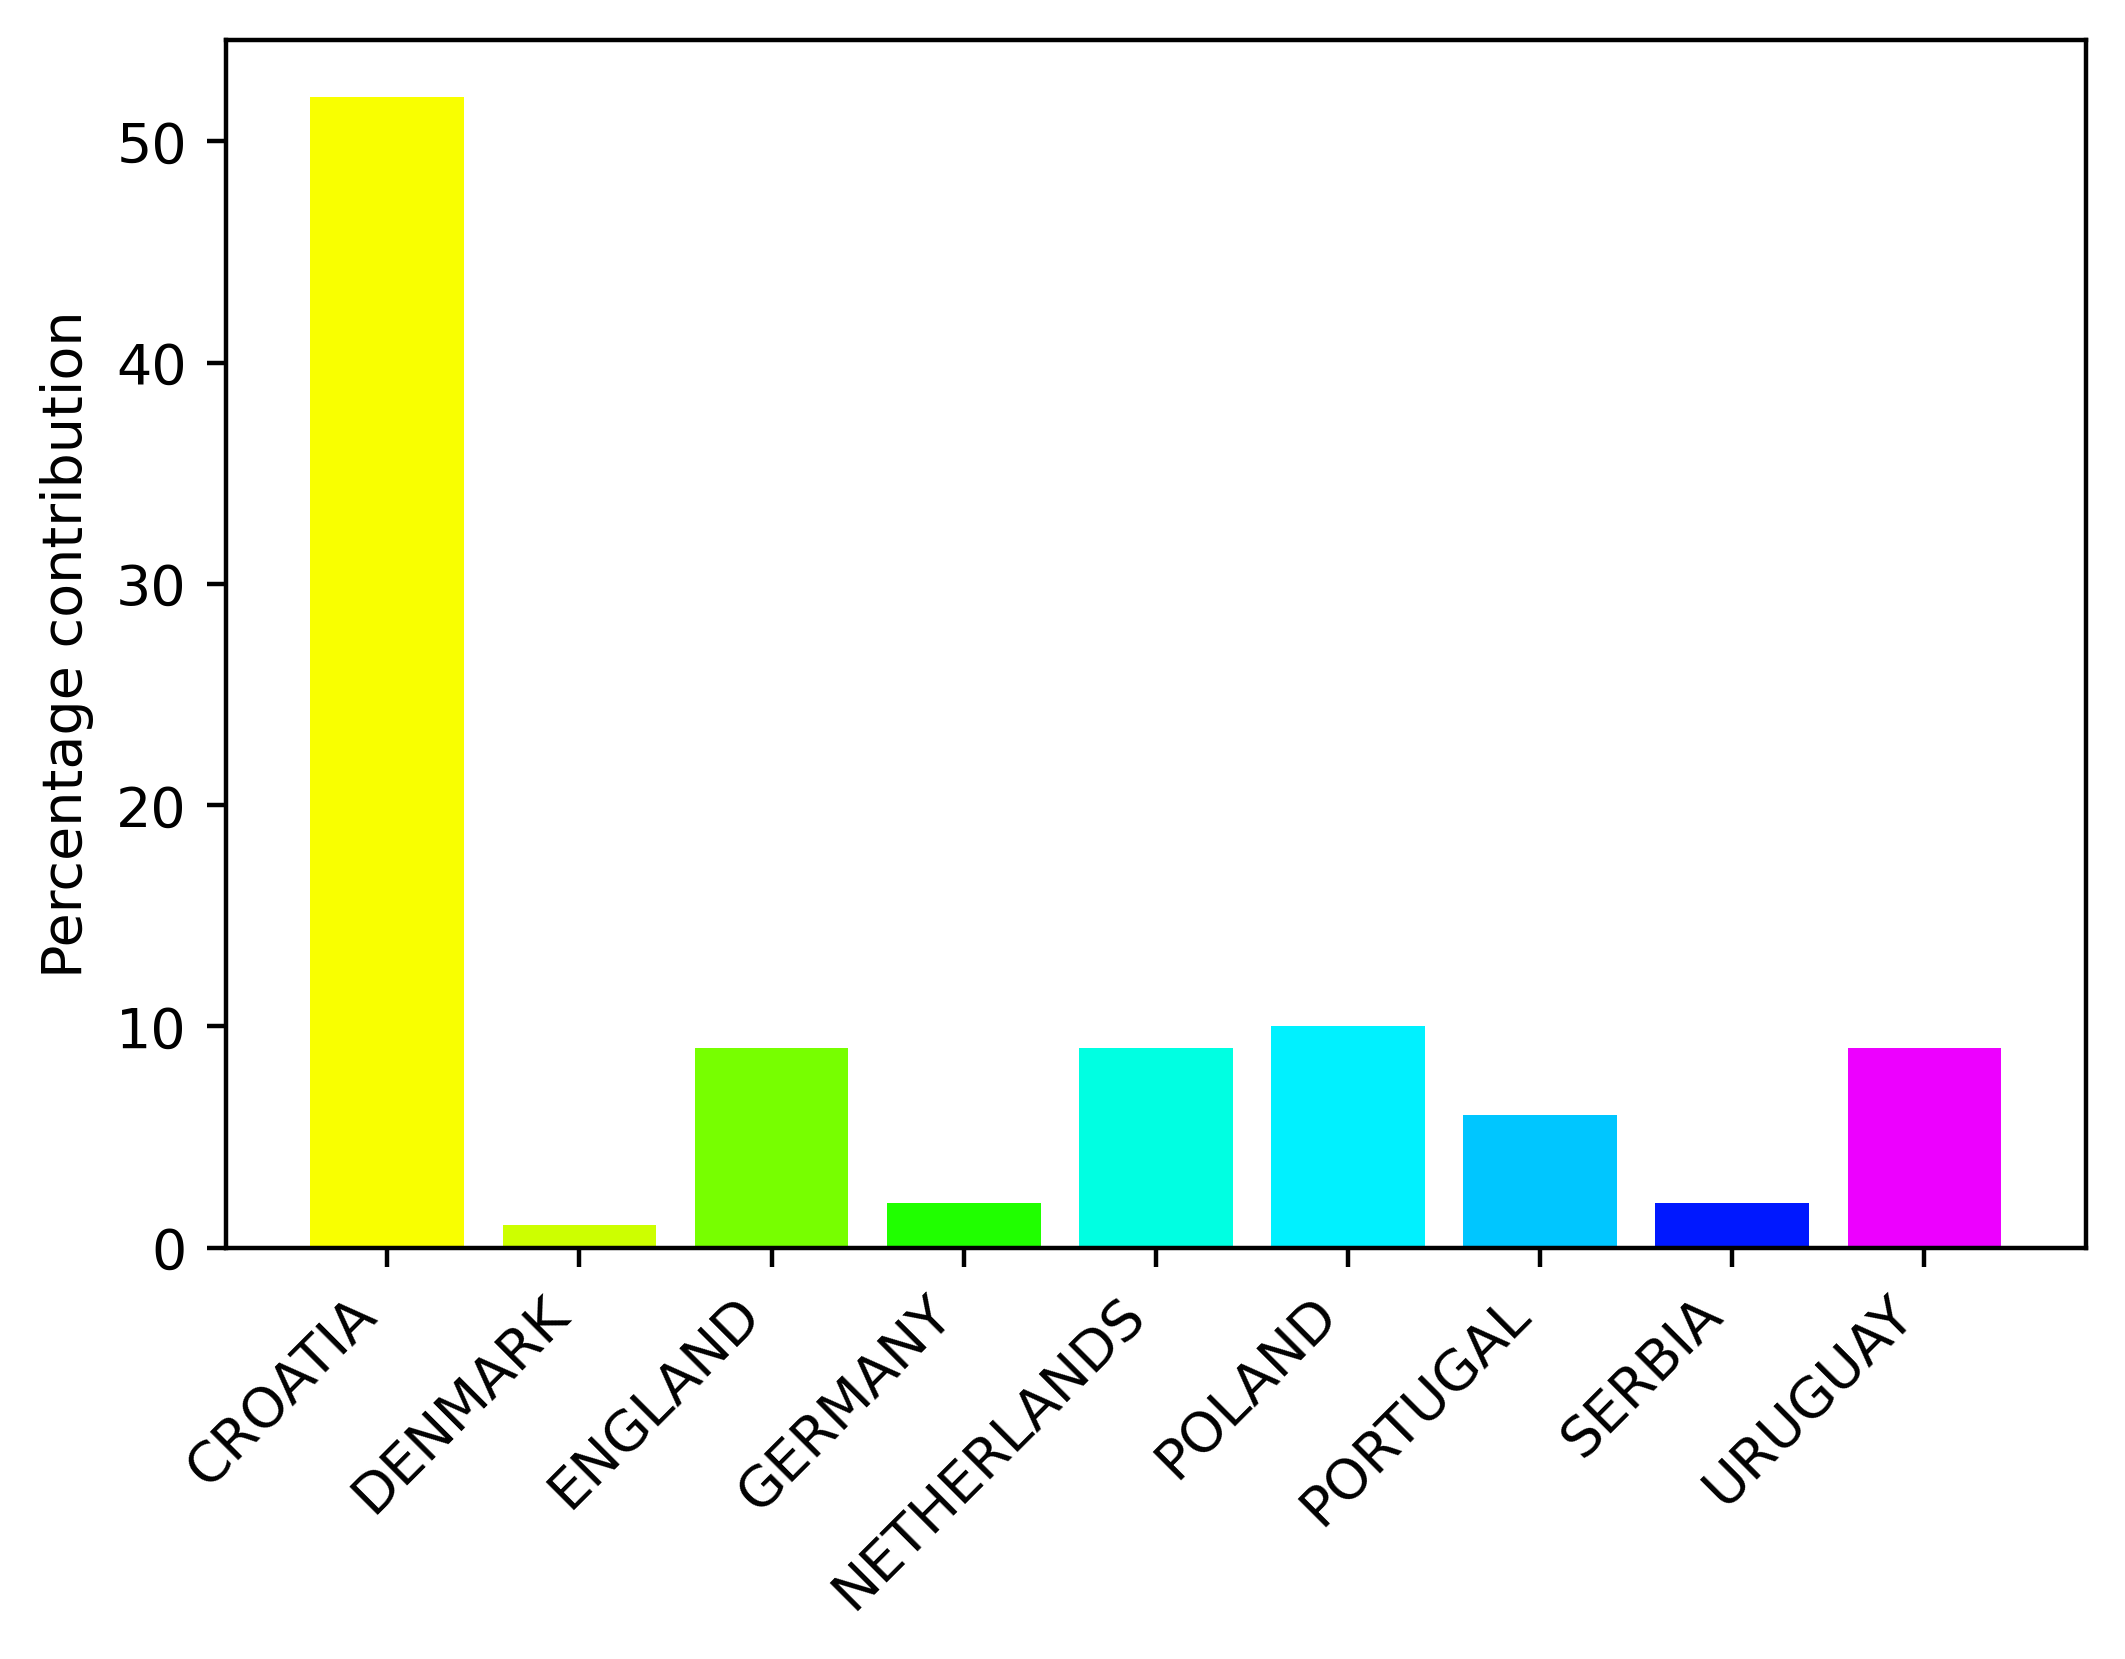 Percentage contribution
50
40
30
20
10
0
CROATIA
DENMARK
ENGLAND
GERMANY
NETHERLANDS
POLAND
PORTUGAL
SERBIA
URUGUAY